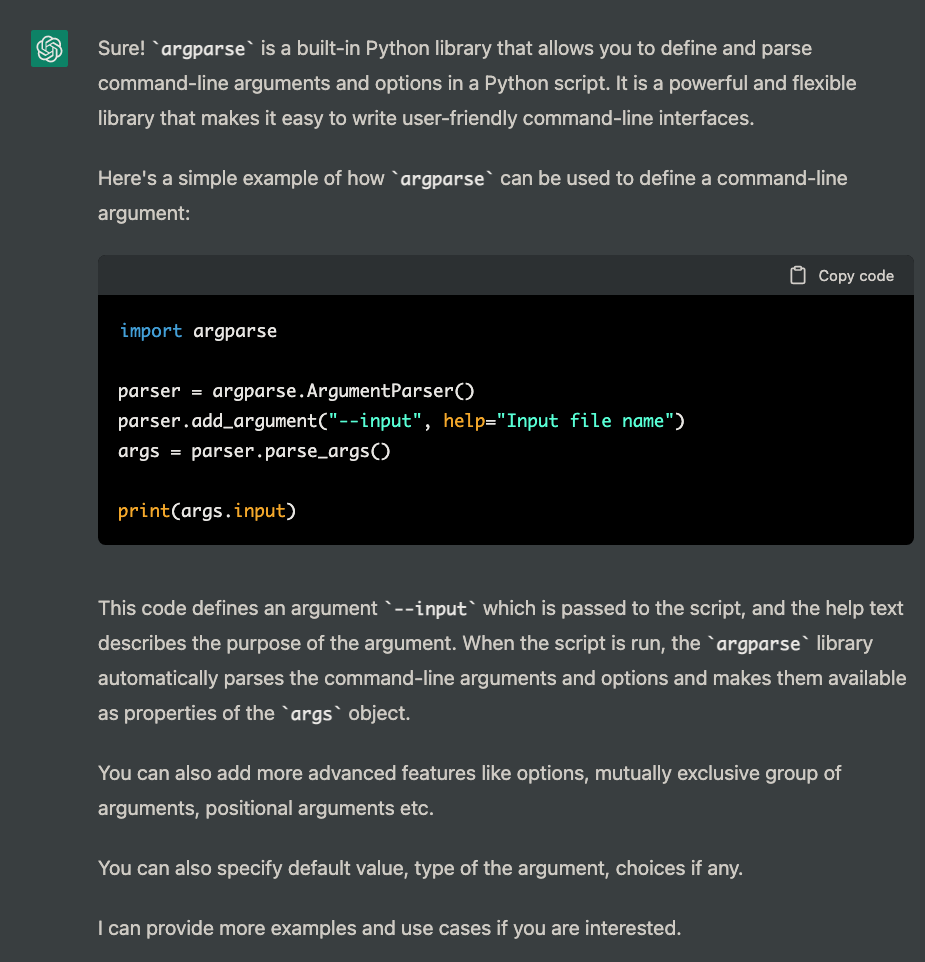 Sure! `argparse` is a built-in Python library that allows you to define and parse
command-line arguments and options in a Python script. It is a powerful and flexible
library that makes it easy to write user-friendly command-line interfaces.
Here's a simple example of how `argparse` can be used to define a command-line
argument:
Copy code
import argparse
parser = argparse.ArgumentParser()
parser.add_argument("--input", help="Input file name")
args = parser.parse_args()
print(args.input)
This code defines an argument `--input` which is passed to the script, and the help text
describes the purpose of the argument. When the script is run, the `argparse` library
automatically parses the command-line arguments and options and makes them available
as properties of the `args` object.
You can also add more advanced features like options, mutually exclusive group of
arguments, positional arguments etc.
You can also specify default value, type of the argument, choices if any.
I can provide more examples and use cases if you are interested.